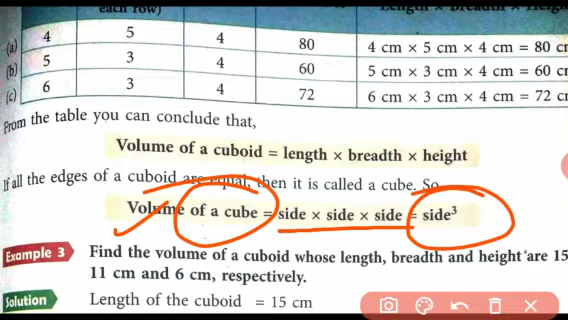 each row)
Length × Breadth × Heigh
(a) 4 5 4 80 4 cm × 5 cm × 4 cm = 80 cr
(b) 5 3 4 60 5 cm × 3 cm × 4 cm = 60 cr
(c) 6 3 4 72 6 cm × 3 cm × 4 cm = 72 c
From the table you can conclude that,
Volume of a cuboid = length × breadth × height
If all the edges of a cuboid are equal, then it is called a cube. So
Volume of a cube = side × side × side = side³
Example 3 Find the volume of a cuboid whose length, breadth and height are 15
11 cm and 6 cm, respectively.
Solution Length of the cuboid = 15 cm